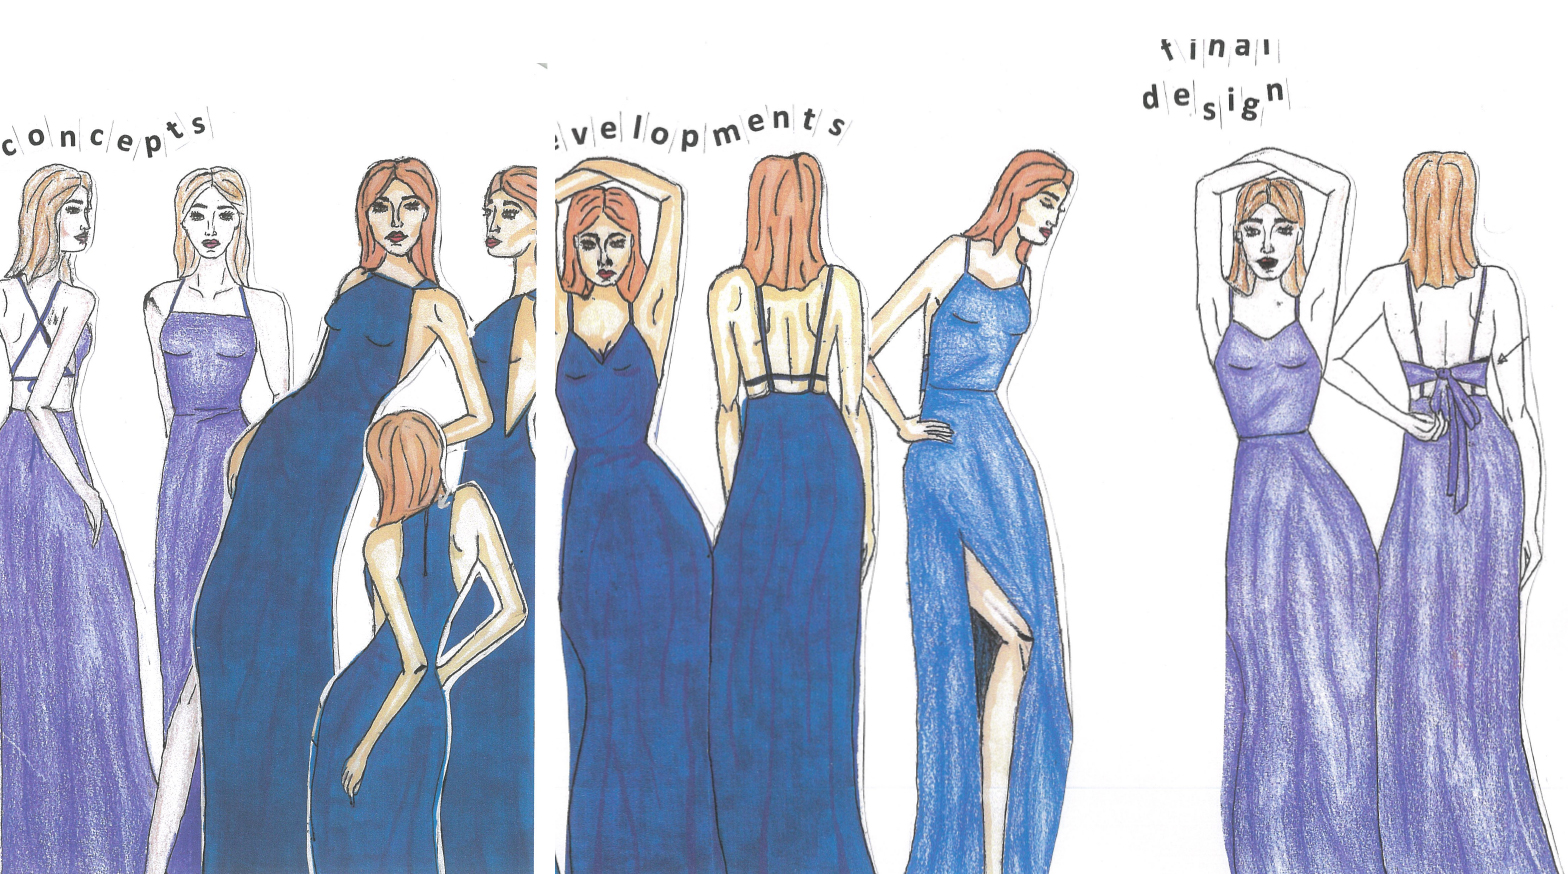 concepts
evelopments
final
design